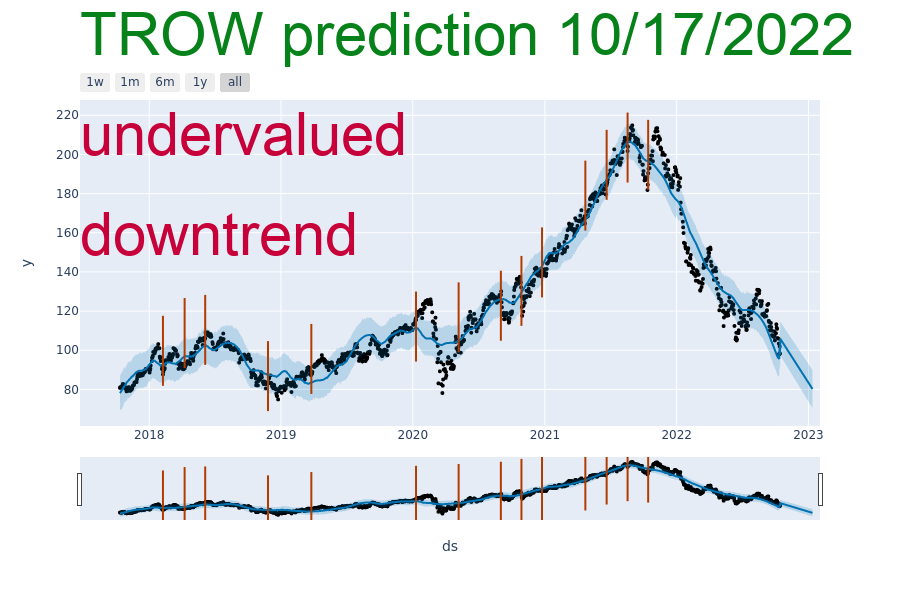 TROW prediction 10/17/2022
1w 1m 6m 1y all
220
undervalued
200
180
downtrend
160
y
140
120
100
80
2018 2019 2020 2021 2022 2023
ds